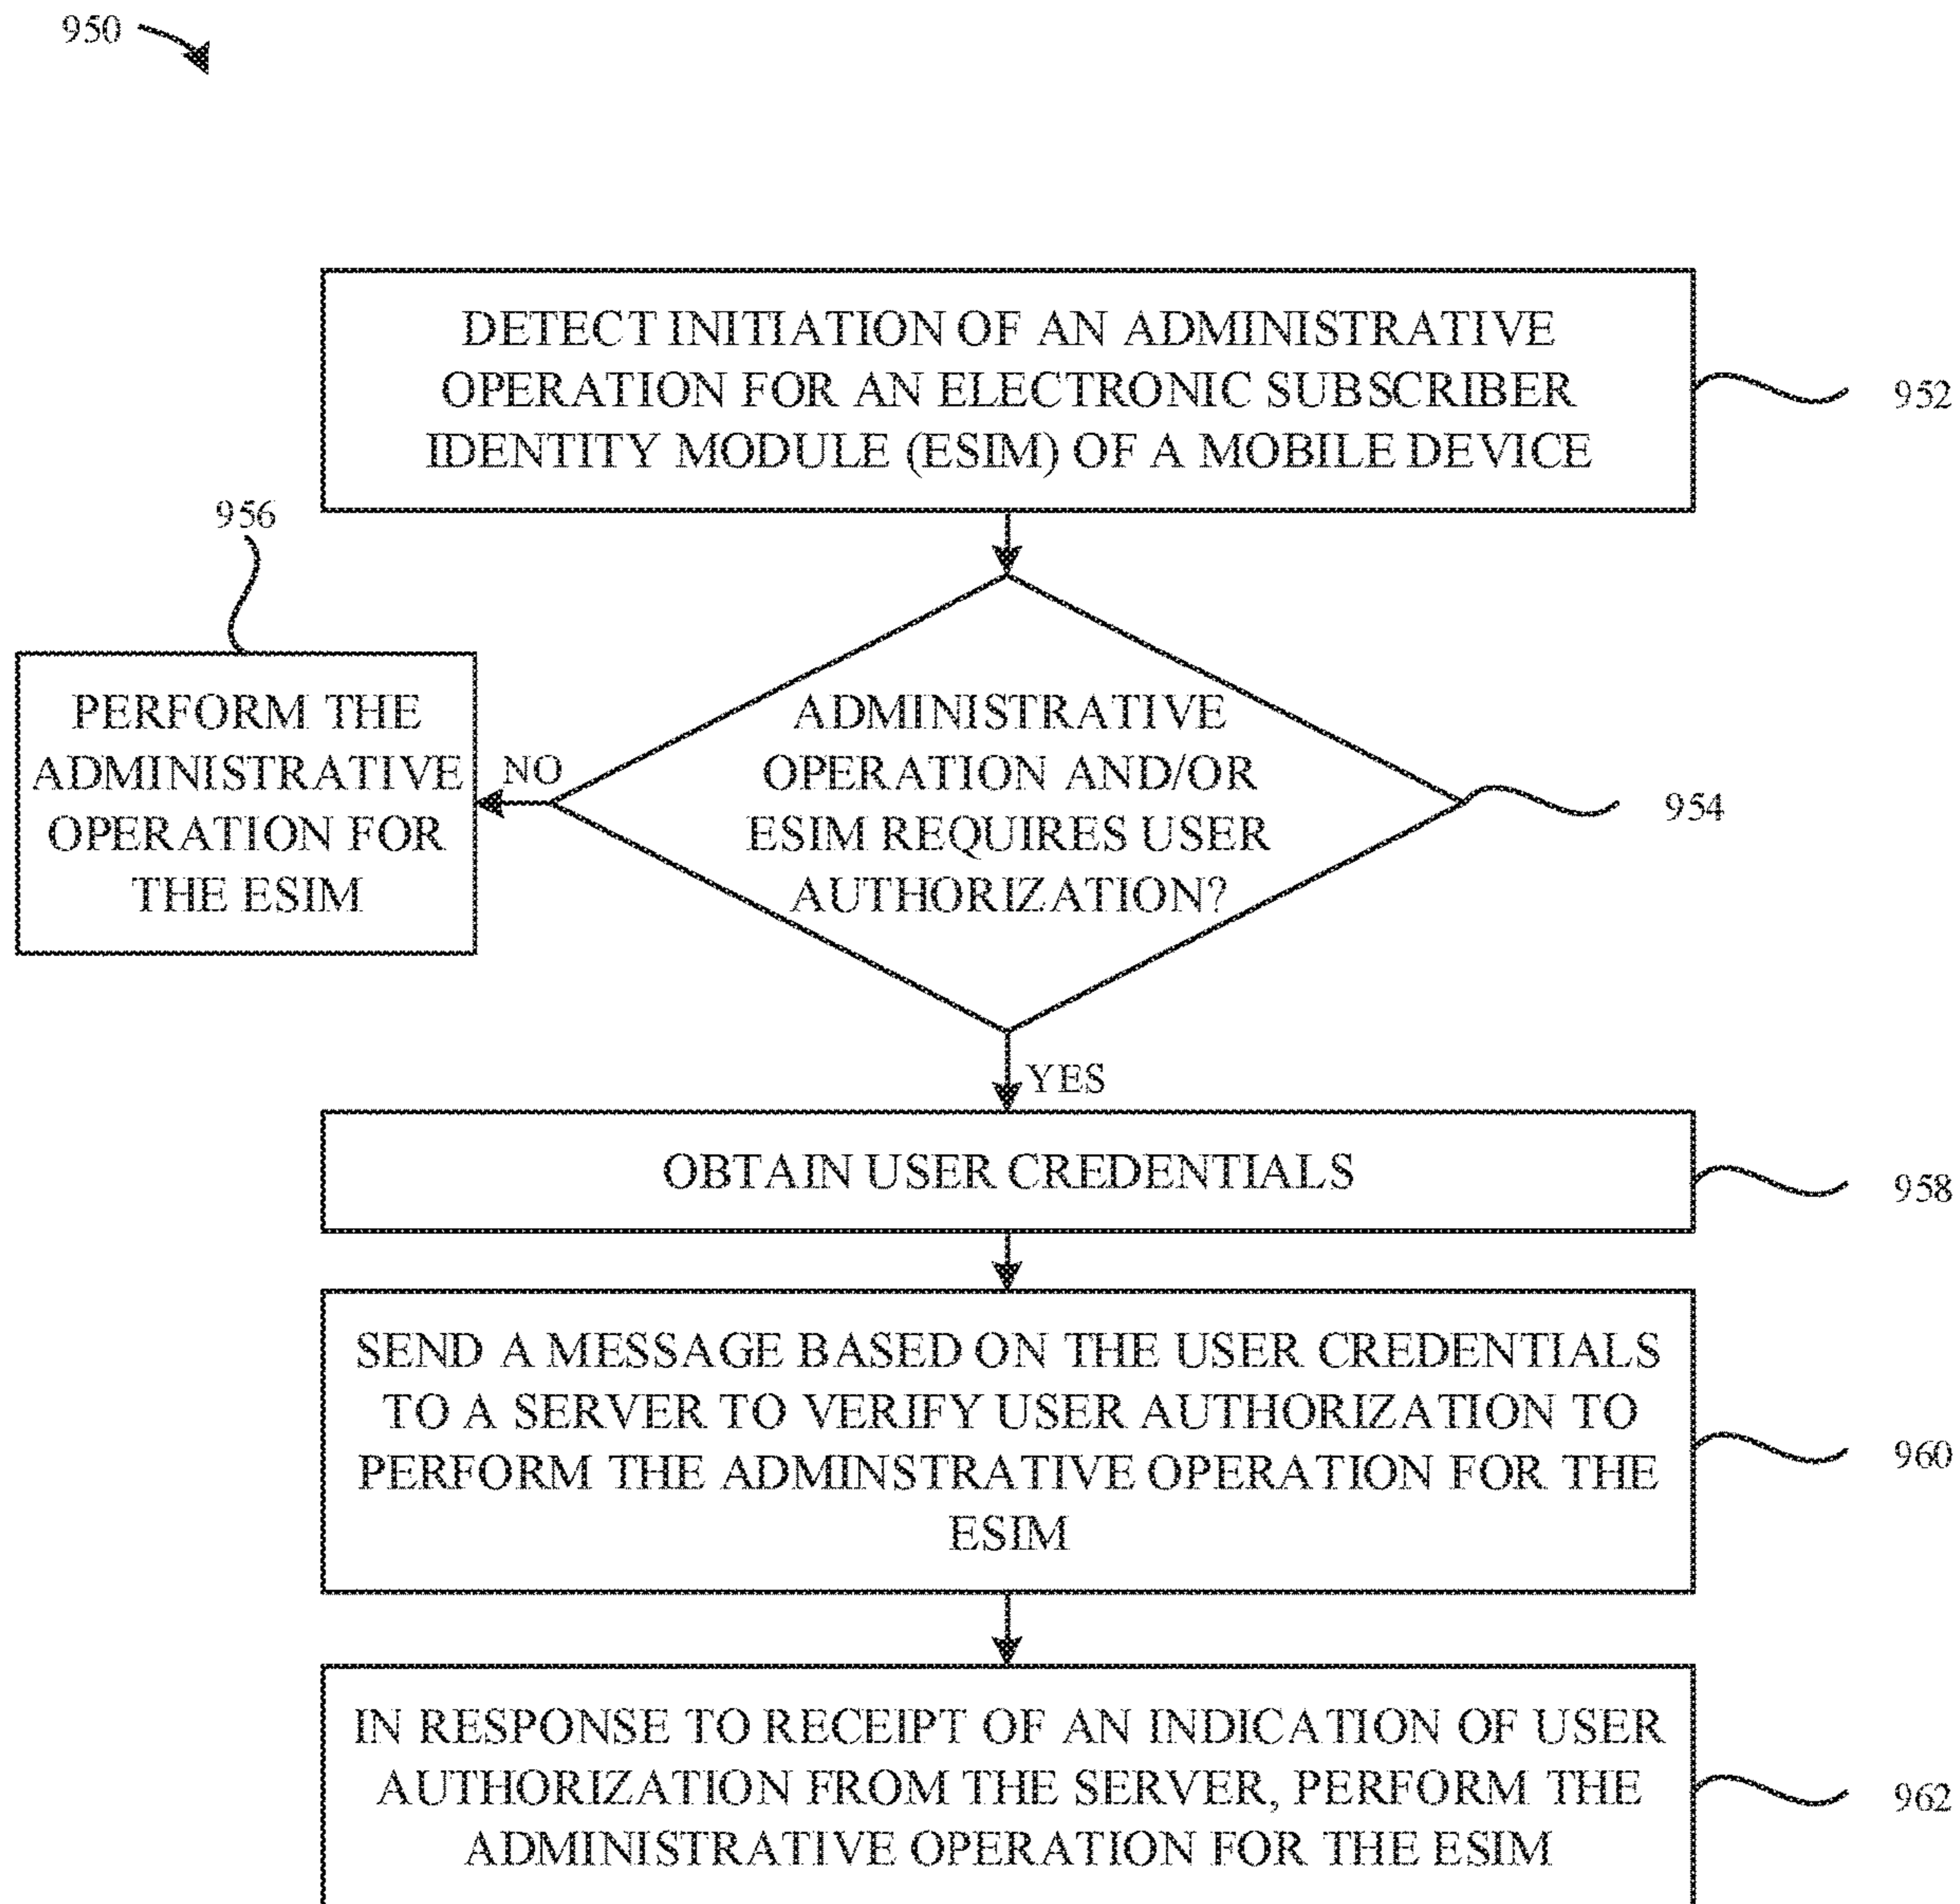 950
DETECT INITIATION OF AN ADMINISTRATIVE
OPERATION FOR AN ELECTRONIC SUBSCRIBER
IDENTITY MODULE (ESIM) OF A MOBILE DEVICE
952
956
PERFORM THE
ADMINISTRATIVE
OPERATION FOR
THE ESIM
NO
ADMINISTRATIVE
OPERATION AND/OR
ESIM REQUIRES USER
AUTHORIZATION?
954
YES
OBTAIN USER CREDENTIALS
958
SEND A MESSAGE BASED ON THE USER CREDENTIALS
TO A SERVER TO VERIFY USER AUTHORIZATION TO
PERFORM THE ADMINSTRATIVE OPERATION FOR THE
ESIM
960
IN RESPONSE TO RECEIPT OF AN INDICATION OF USER
AUTHORIZATION FROM THE SERVER, PERFORM THE
ADMINISTRATIVE OPERATION FOR THE ESIM
962